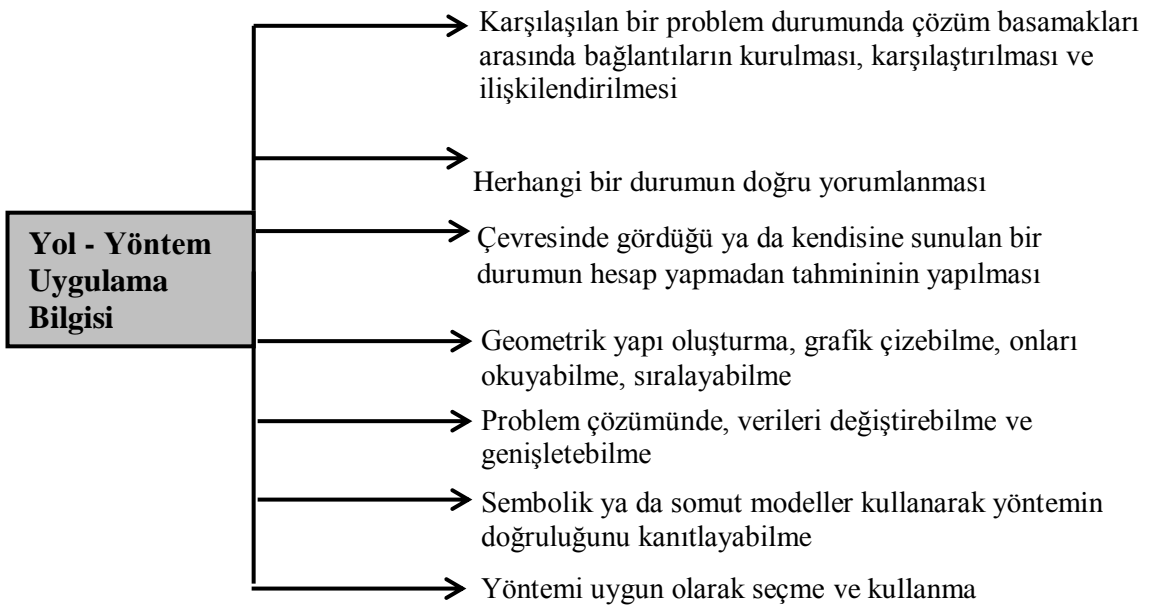 Karşılaşılan bir problem durumunda çözüm basamakları
arasında bağlantıların kurulması, karşılaştırılması ve
ilişkilendirilmesi
Herhangi bir durumun doğru yorumlanması
Yol - Yöntem
Uygulama
Bilgisi
Çevresinde gördüğü ya da kendisine sunulan bir
durumun hesap yapmadan tahmininin yapılması
Geometrik yapı oluşturma, grafik çizebilme, onları
okuyabilme, sıralayabilme
Problem çözümünde, verileri değiştirebilme ve
genişletebilme
Sembolik ya da somut modeller kullanarak yöntemin
doğruluğunu kanıtlayabilme
Yöntemi uygun olarak seçme ve kullanma